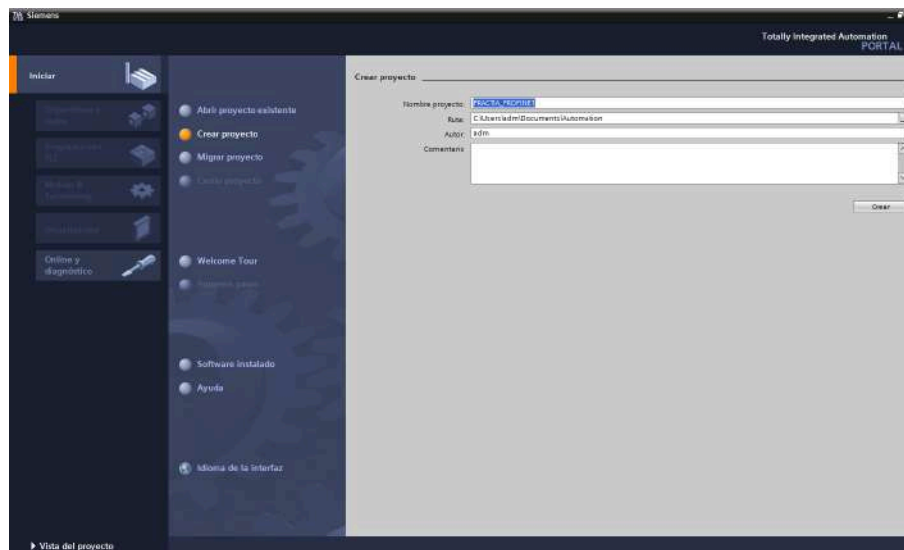 Siemens
Totally Integrated Automation
PORTAL
Iniciar
Online y
diagnóstico
Abrir proyecto existente
Crear proyecto
Migrar proyecto
Cerrar proyecto
Welcome Tour
Software instalado
Ayuda
Idioma de la interfaz
Crear proyecto
Nombre proyecto:
Ruta: C:\Users\adm\Documents\Automation
Autor: adm
Comentario
Crear
Vista del proyecto